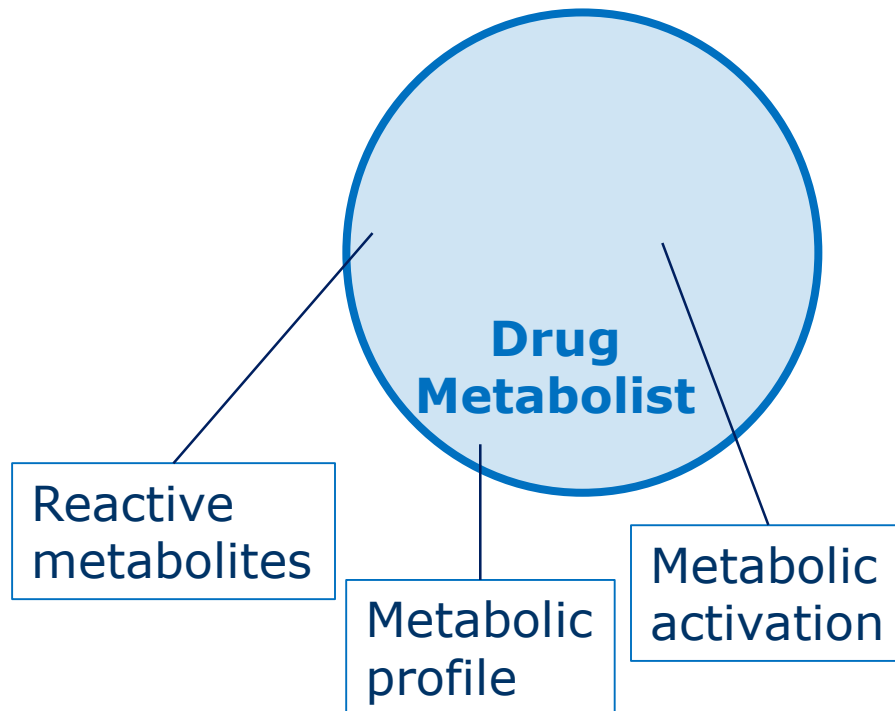 Drug
Metabolist
Reactive
metabolites
Metabolic
profile
Metabolic
activation